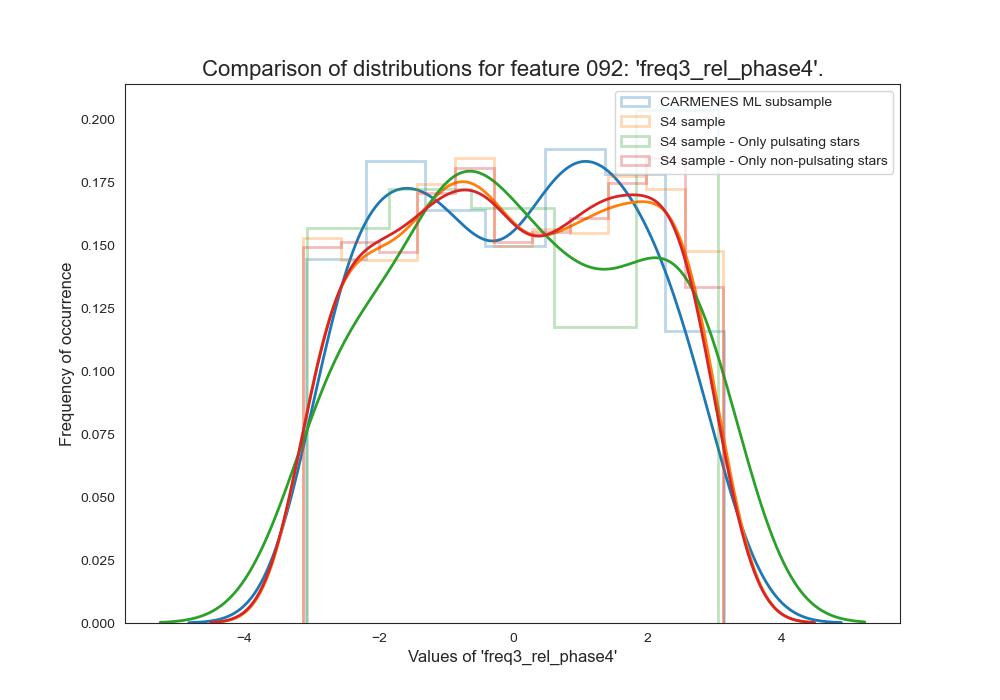 Comparison of distributions for feature 092: 'freq3_rel_phase4'.
CARMENES ML subsample
S4 sample
S4 sample - Only pulsating stars
S4 sample - Only non-pulsating stars
Frequency of occurrence
0.200
0.175
0.150
0.125
0.100
0.075
0.050
0.025
0.000
−4
−2
0
2
4
Values of 'freq3_rel_phase4'